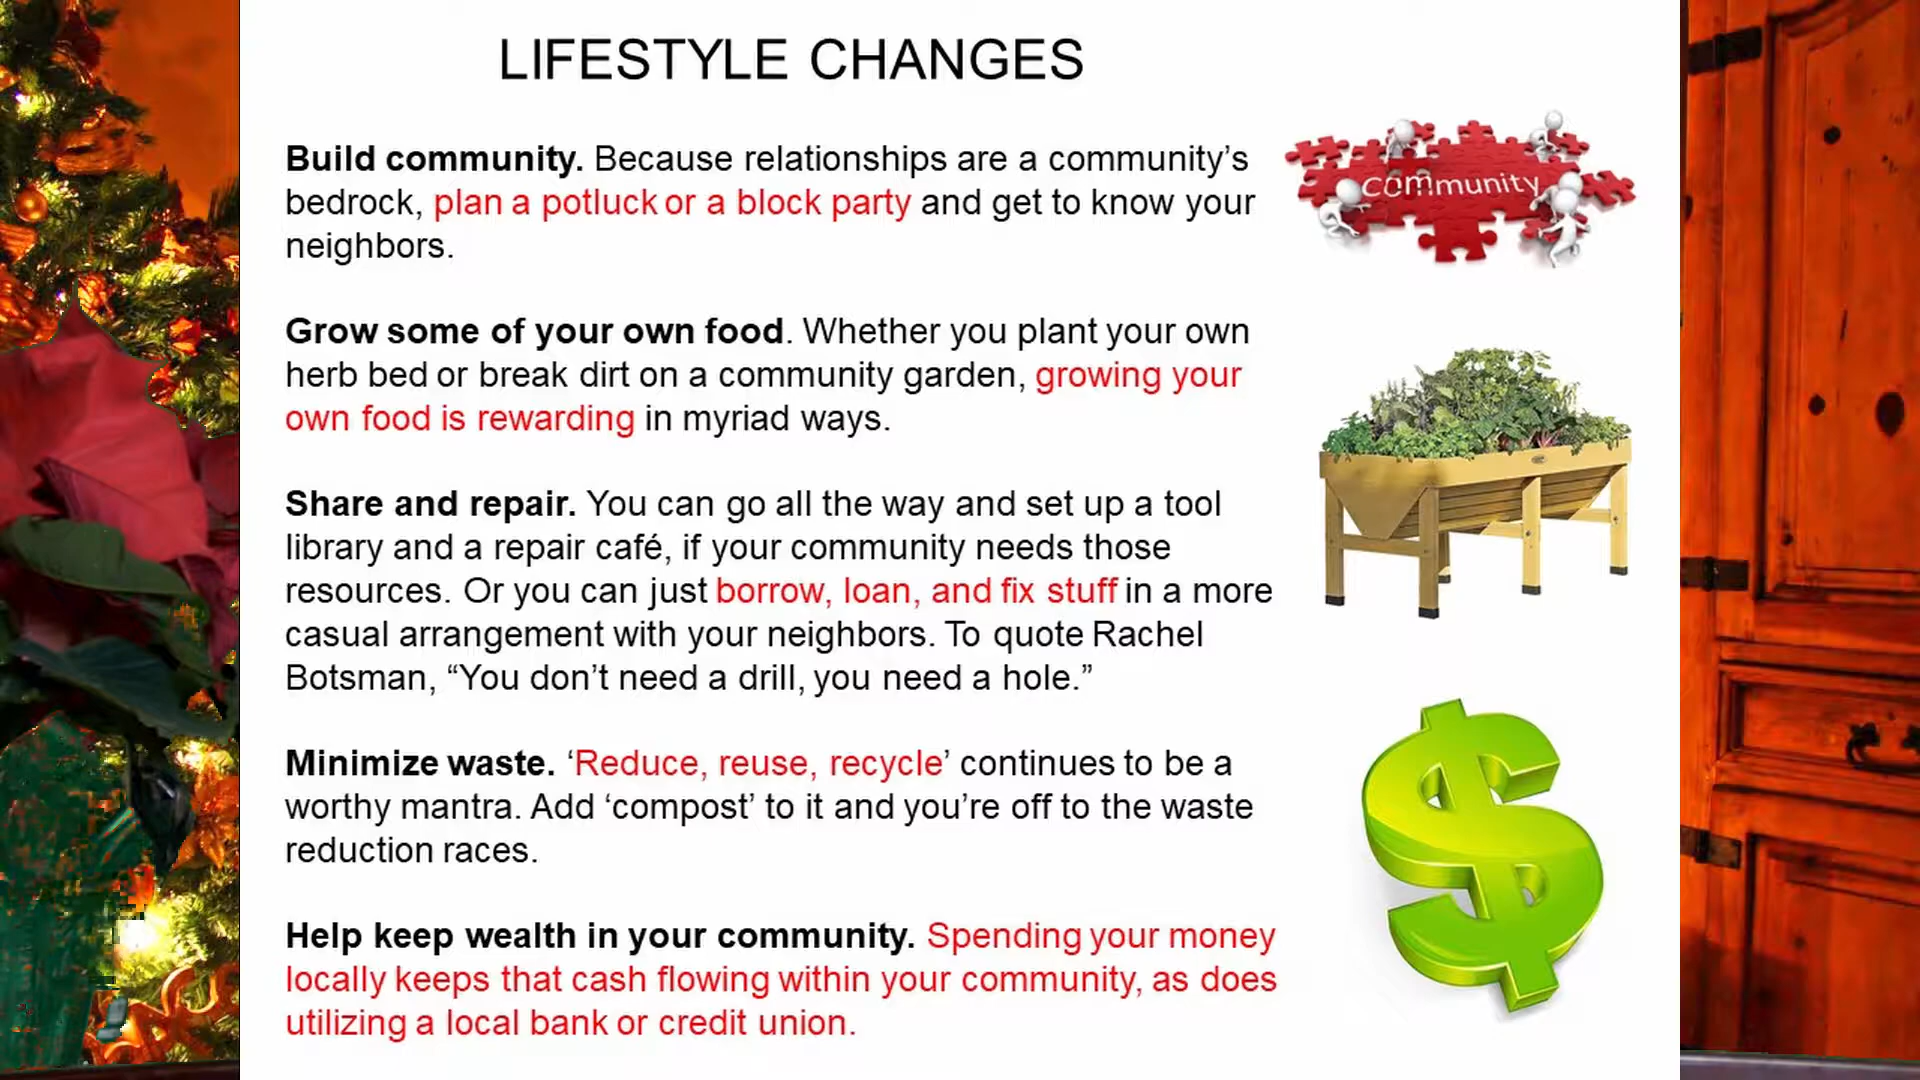 LIFESTYLE CHANGES
Build community. Because relationships are a community’s
bedrock, plan a potluck or a block party and get to know your
neighbors.
community
Grow some of your own food. Whether you plant your own
herb bed or break dirt on a community garden, growing your
own food is rewarding in myriad ways.
Share and repair. You can go all the way and set up a tool
library and a repair café, if your community needs those
resources. Or you can just borrow, loan, and fix stuff in a more
casual arrangement with your neighbors. To quote Rachel
Botsman, “You don’t need a drill, you need a hole.”
Minimize waste. ‘Reduce, reuse, recycle’ continues to be a
worthy mantra. Add ‘compost’ to it and you’re off to the waste
reduction races.
Help keep wealth in your community. Spending your money
locally keeps that cash flowing within your community, as does
utilizing a local bank or credit union.
$